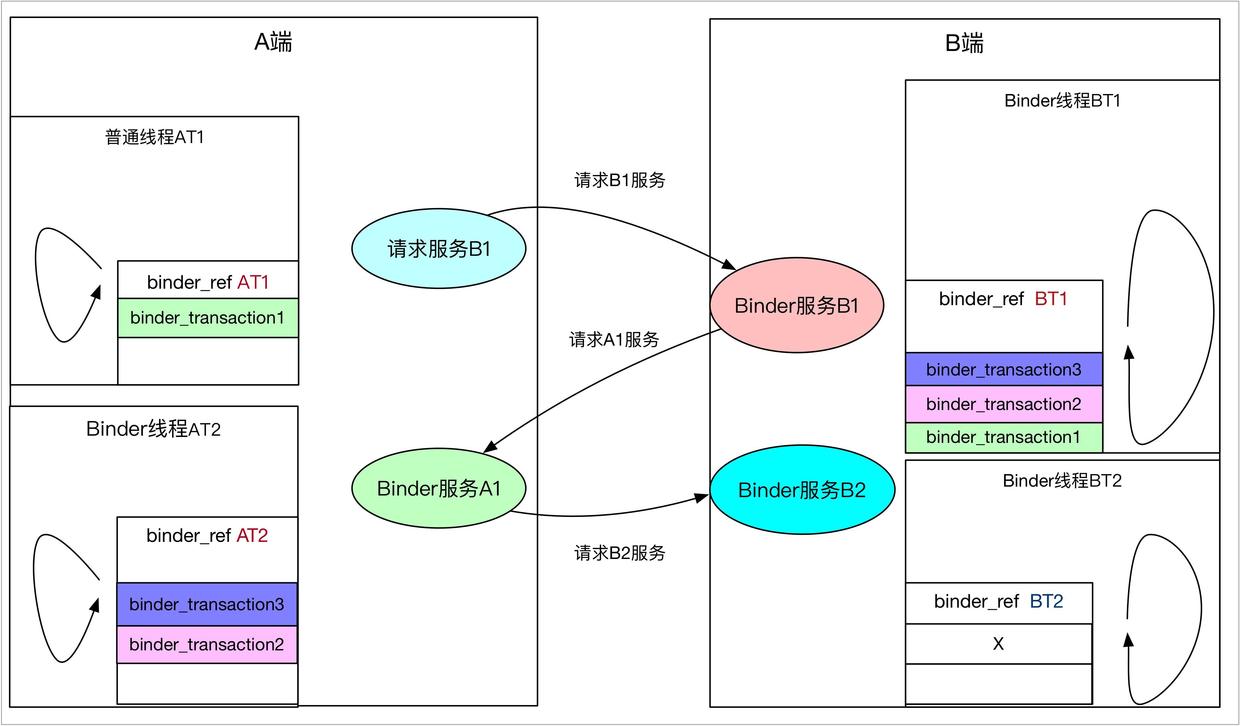 A端
普通线程AT1
binder_ref AT1
binder_transaction1
Binder线程AT2
binder_ref AT2
binder_transaction3
binder_transaction2
请求服务B1
Binder服务A1
请求B1服务
请求A1服务
请求B2服务
B端
Binder服务B1
Binder服务B2
Binder线程BT1
binder_ref BT1
binder_transaction3
binder_transaction2
binder_transaction1
Binder线程BT2
binder_ref BT2
X